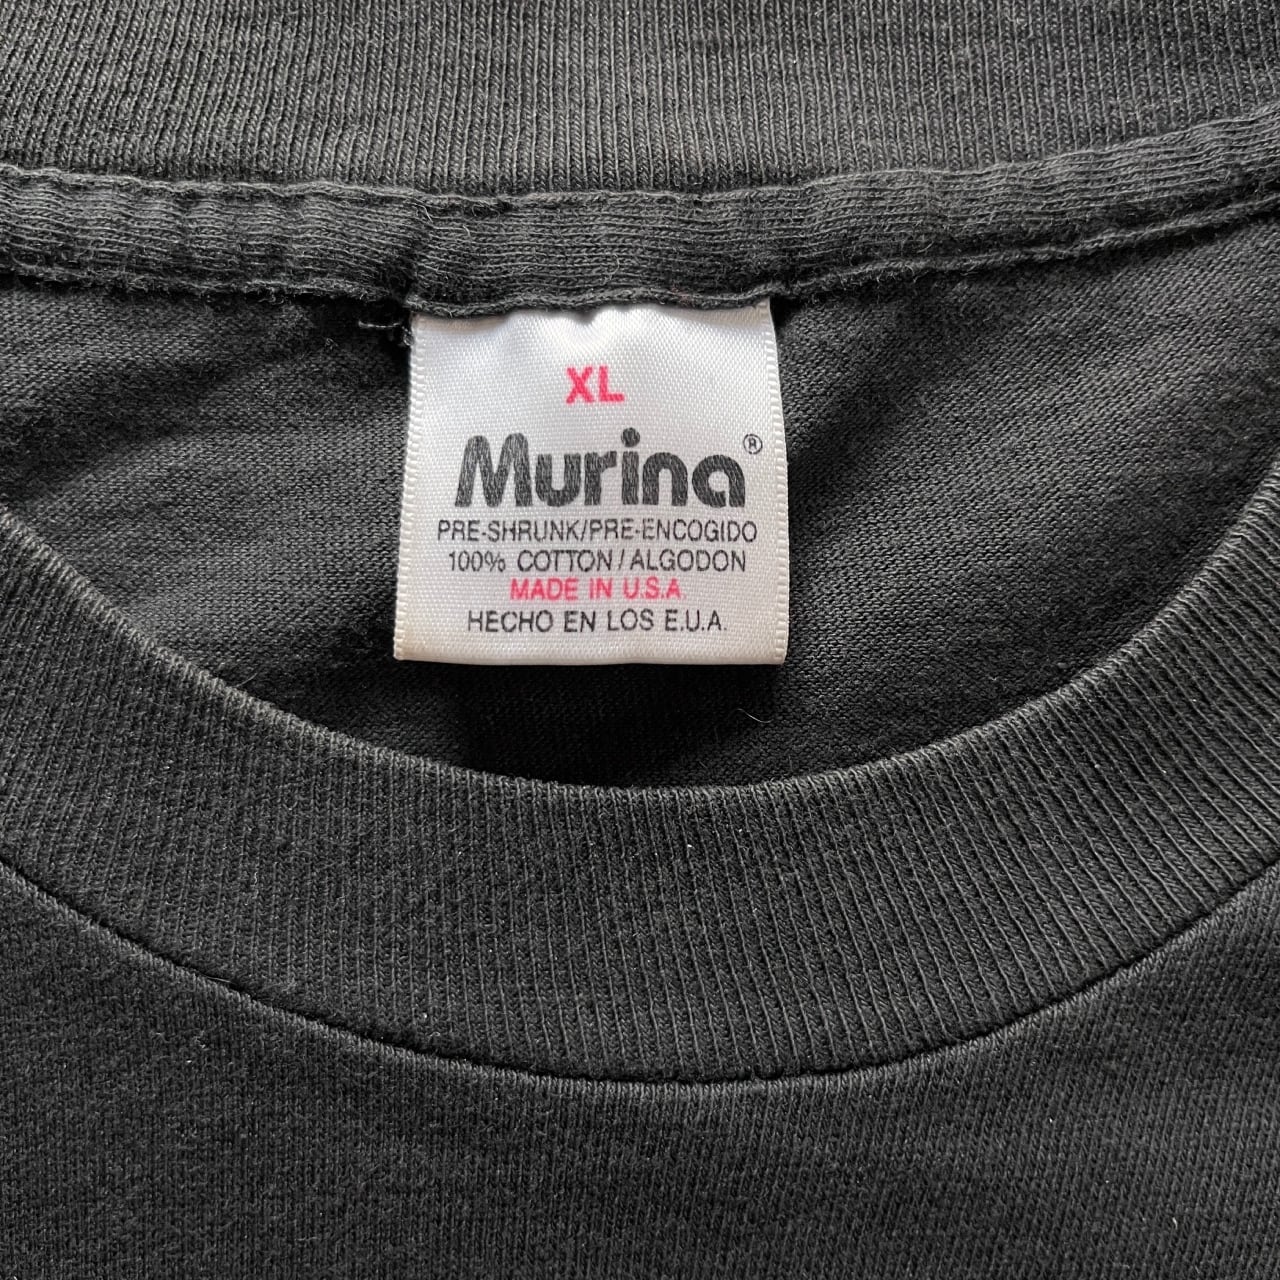 XL
Murina®
PRE-SHRUNK/PRE-ENCOGIDO
100% COTTON/ALGODON
MADE IN U.S.A
HECHO EN LOS E.U.A.